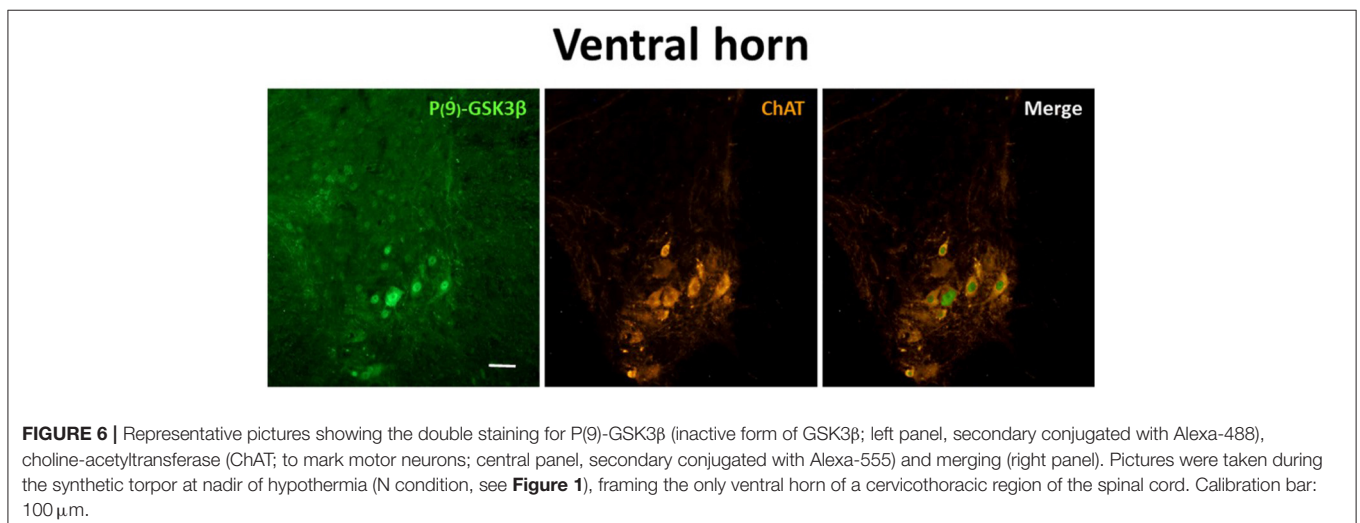 Ventral horn
P(9)-GSK3β
ChAT
Merge
FIGURE 6 | Representative pictures showing the double staining for P(9)-GSK3β (inactive form of GSK3β; left panel, secondary conjugated with Alexa-488),
choline-acetyltransferase (ChAT; to mark motor neurons; central panel, secondary conjugated with Alexa-555) and merging (right panel). Pictures were taken during
the synthetic torpor at nadir of hypothermia (N condition, see Figure 1), framing the only ventral horn of a cervicothoracic region of the spinal cord. Calibration bar:
100 μm.